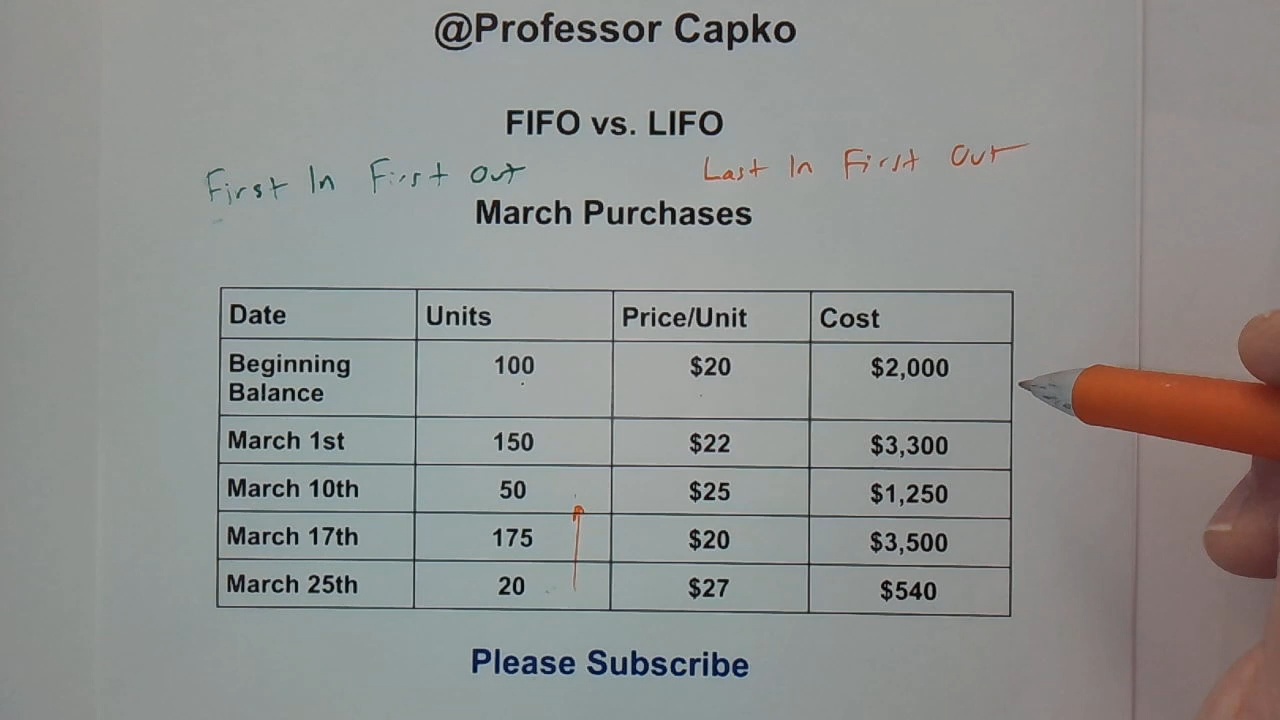 @Professor Capko
FIFO vs. LIFO
First In First Out Last In First Out
March Purchases
Date Units Price/Unit Cost
Beginning Balance 100 $20 $2,000
March 1st 150 $22 $3,300
March 10th 50 $25 $1,250
March 17th 175 $20 $3,500
March 25th 20 $27 $540
Please Subscribe